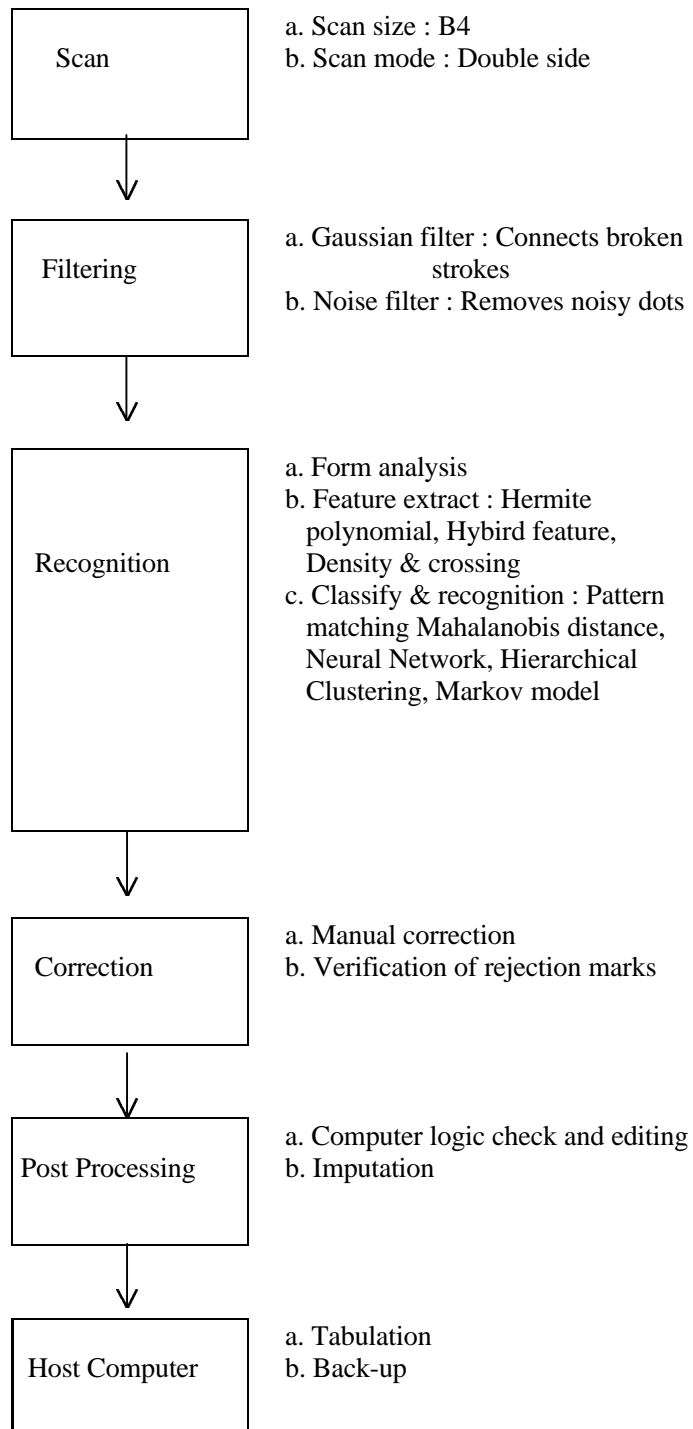 Scan
a. Scan size : B4
b. Scan mode : Double side
Filtering
a. Gaussian filter : Connects broken
strokes
b. Noise filter : Removes noisy dots
Recognition
a. Form analysis
b. Feature extract : Hermite
polynomial, Hybird feature,
Density & crossing
c. Classify & recognition : Pattern
matching Mahalanobis distance,
Neural Network, Hierarchical
Clustering, Markov model
Correction
a. Manual correction
b. Verification of rejection marks
Post Processing
a. Computer logic check and editing
b. Imputation
Host Computer
a. Tabulation
b. Back-up